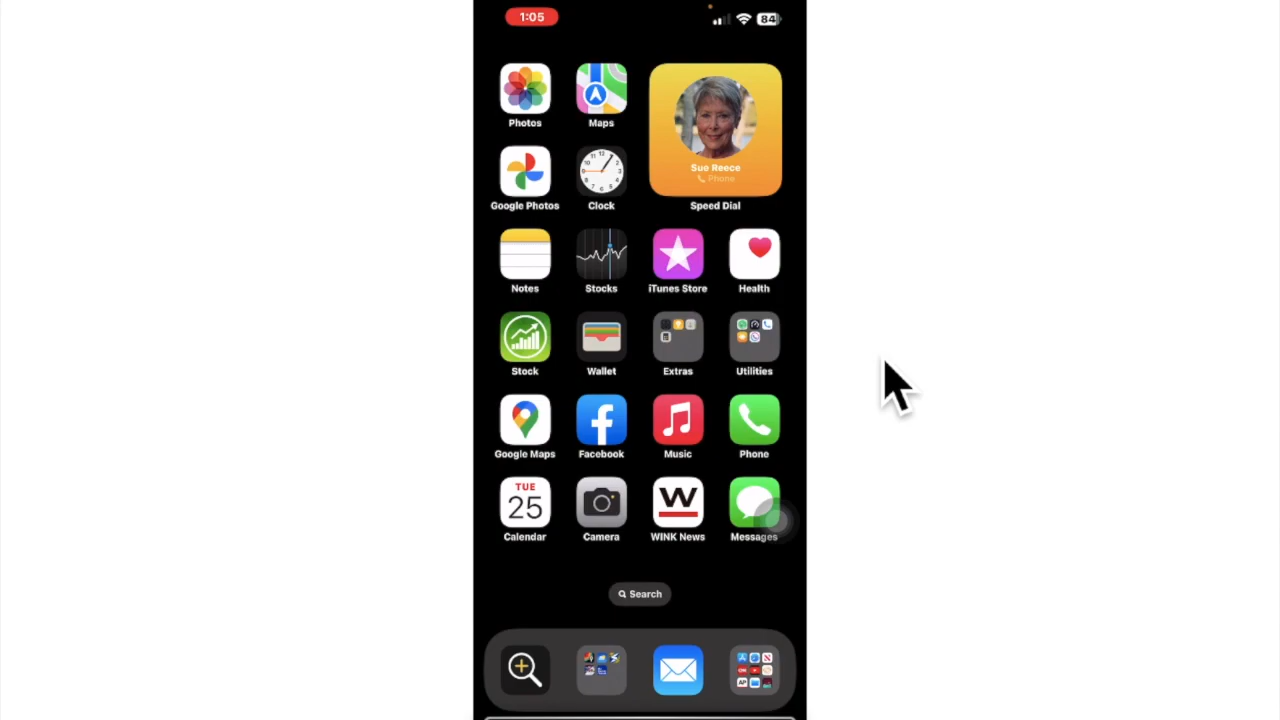 1:05
84
Photos
Maps
Sue Reece
Phone
Google Photos
Clock
Speed Dial
Notes
Stocks
iTunes Store
Health
Stock
Wallet
Extras
Utilities
Google Maps
Facebook
Music
Phone
TUE
25
W
Calendar
Camera
WINK News
Messages
Search